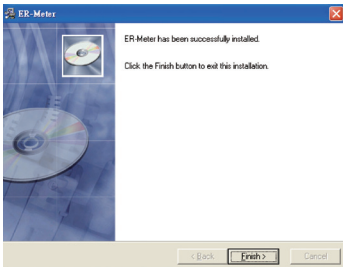 ER-Meter
ER-Meter has been successfully installed.
Click the Finish button to exit this installation.
< Back
Finish >
Cancel